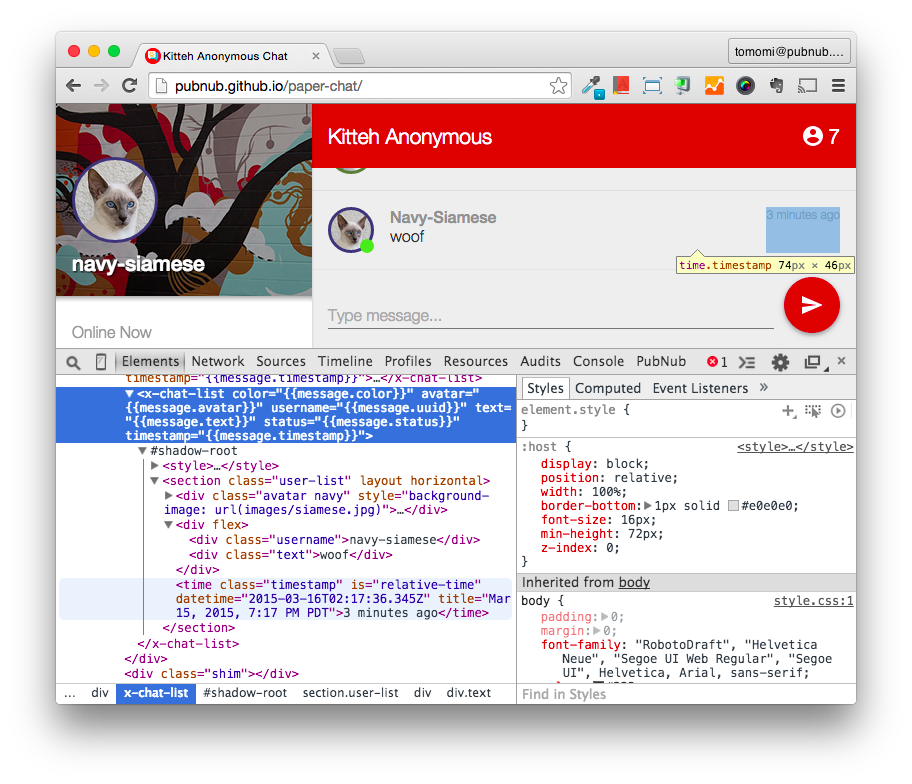 Kitteh Anonymous Chat
tomomi@pubnub....
pubnub.github.io/paper-chat/
navy-siamese
Online Now
Kitteh Anonymous
7
Navy-Siamese
woof
3 minutes ago
time.timestamp 74px × 46px
Type message...
Elements Network Sources Timeline Profiles Resources Audits Console PubNub 1
timestamp="{{message.timestamp}}">…</x-chat-list>
▼<x-chat-list color="{{message.color}}" avatar=
"{{message.avatar}}" username="{{message.uuid}}" text=
"{{message.text}}" status="{{message.status}}"
timestamp="{{message.timestamp}}">
▼#shadow-root
▶<style>…</style>
▼<section class="user-list" layout horizontal>
▶<div class="avatar navy" style="background-
image: url(images/siamese.jpg)">…</div>
▼<div flex>
<div class="username">navy-siamese</div>
<div class="text">woof</div>
</div>
<time class="timestamp" is="relative-time"
datetime="2015-03-16T02:17:36.345Z" title="Mar
15, 2015, 7:17 PM PDT">3 minutes ago</time>
</section>
</x-chat-list>
</div>
<div class="shim"></div>
... div x-chat-list #shadow-root section.user-list div div.text
Styles Computed Event Listeners »
element.style {
}
:host { <style>…</style>
display: block;
position: relative;
width: 100%;
border-bottom:▶1px solid #e0e0e0;
font-size: 16px;
min-height: 72px;
z-index: 0;
}
Inherited from body
body { style.css:1
padding:▶0;
margin:▶0;
font-family: "RobotoDraft", "Helvetica
Neue", "Segoe UI Web Regular", "Segoe
UI", Helvetica, Arial, sans-serif;
Find in Styles